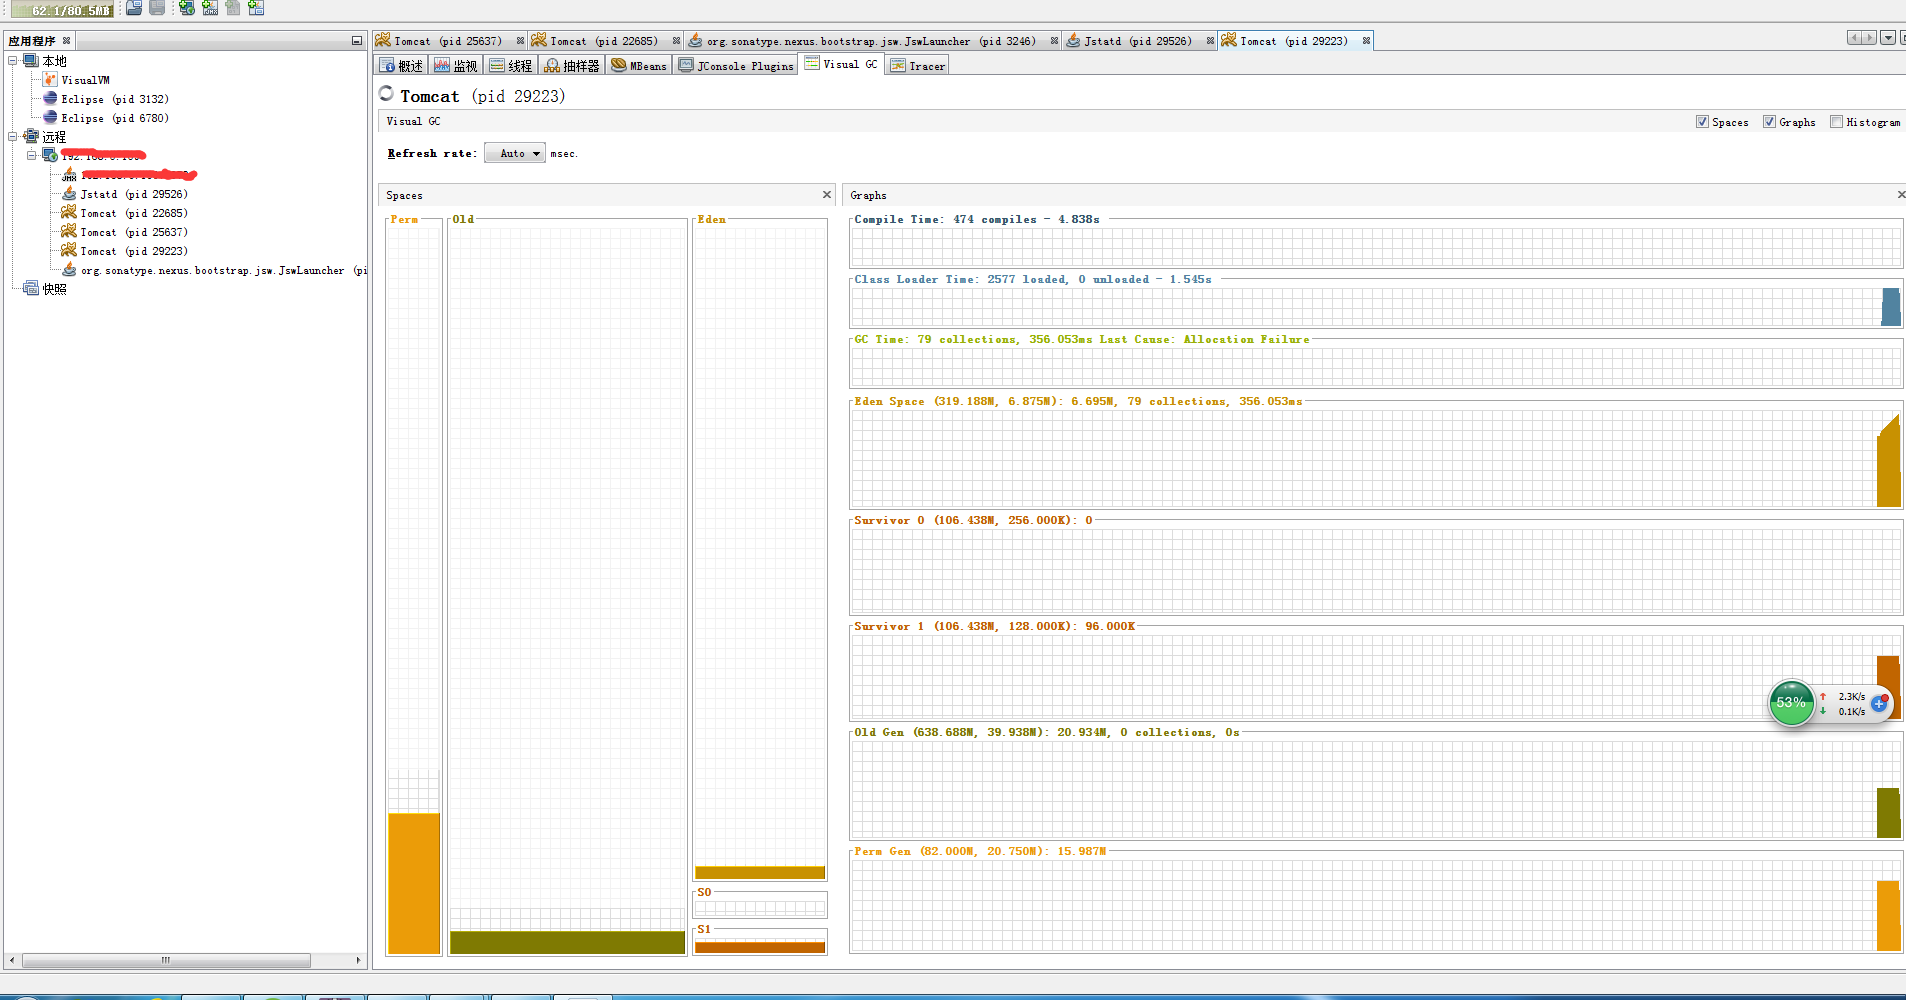 62.1/80.5MB
应用程序
本地
VisualVM
Eclipse (pid 3132)
Eclipse (pid 6780)
远程
JMX
Jstatd (pid 29526)
Tomcat (pid 22685)
Tomcat (pid 25637)
Tomcat (pid 29223)
org.sonatype.nexus.bootstrap.jsw.JswLauncher (pi
快照
Tomcat (pid 25637) Tomcat (pid 22685) org.sonatype.nexus.bootstrap.jsw.JswLauncher (pid 3246) Jstatd (pid 29526) Tomcat (pid 29223)
概述 监视 线程 抽样器 MBeans JConsole Plugins Visual GC Tracer
Tomcat (pid 29223)
Visual GC
Spaces Graphs Histogram
Refresh rate: Auto msec.
Spaces
Perm Old Eden
S0
S1
Graphs
Compile Time: 474 compiles - 4.838s
Class Loader Time: 2577 loaded, 0 unloaded - 1.545s
GC Time: 79 collections, 356.053ms Last Cause: Allocation Failure
Eden Space (319.188M, 6.875M): 6.695M, 79 collections, 356.053ms
Survivor 0 (106.438M, 256.000K): 0
Survivor 1 (106.438M, 128.000K): 96.000K
53%
2.3K/s
0.1K/s
Old Gen (638.688M, 39.938M): 20.934M, 0 collections, 0s
Perm Gen (82.000M, 20.750M): 15.987M